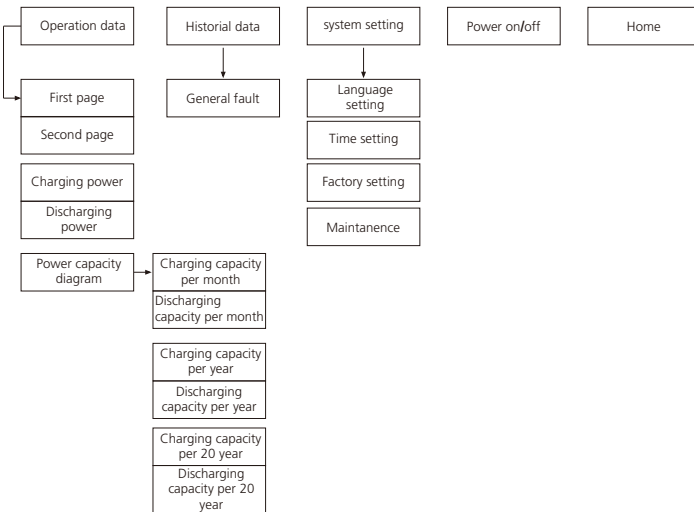 Operation data
Historial data
system setting
Power on/off
Home
First page
Second page
Charging power
Discharging
power
Power capacity
diagram
General fault
Language
setting
Time setting
Factory setting
Maintanence
Charging capacity
per month
Discharging
capacity per month
Charging capacity
per year
Discharging
capacity per year
Charging capacity
per 20 year
Discharging
capacity per 20
year